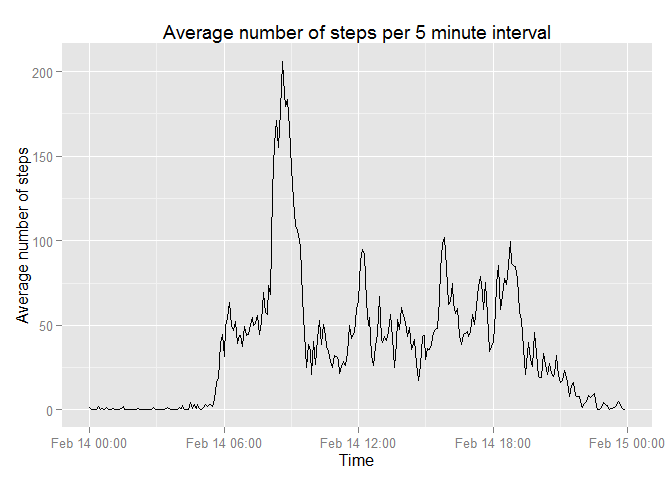 Average number of steps per 5 minute interval
Average number of steps
200
150
100
50
0
Feb 14 00:00
Feb 14 06:00
Feb 14 12:00
Feb 14 18:00
Feb 15 00:00
Time